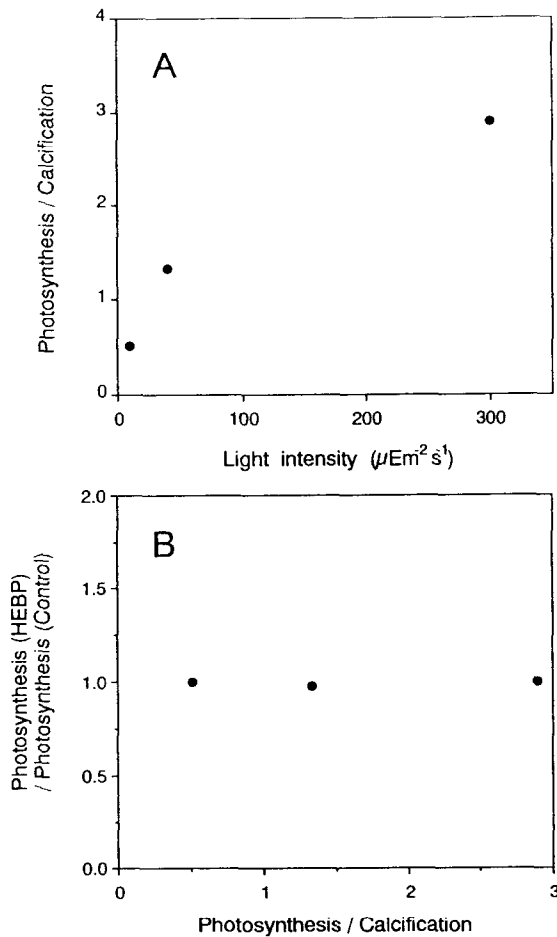 A
4
3
2
1
0
Photosynthesis / Calcification
0 100 200 300
Light intensity (µEm⁻² s⁻¹)
B
2.0
1.5
1.0
0.5
0.0
Photosynthesis (HEBP)
/ Photosynthesis (Control)
0 1 2 3
Photosynthesis / Calcification